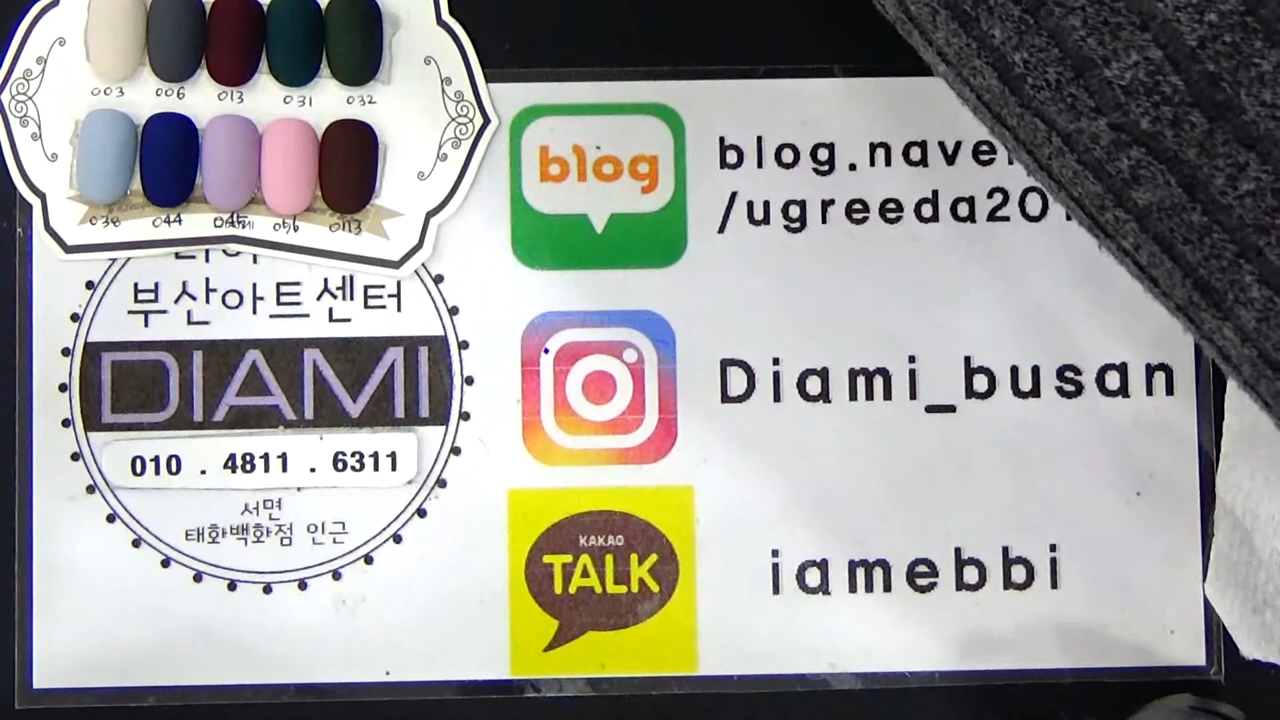 003 006 013 031 032
038 044 045 056 0113
부산아트센터
DIAMI
010 . 4811 . 6311
서면
태화백화점 인근
blog
blog.nave
/ugreeda20
Diami_busan
KAKAO
TALK
iamebbi